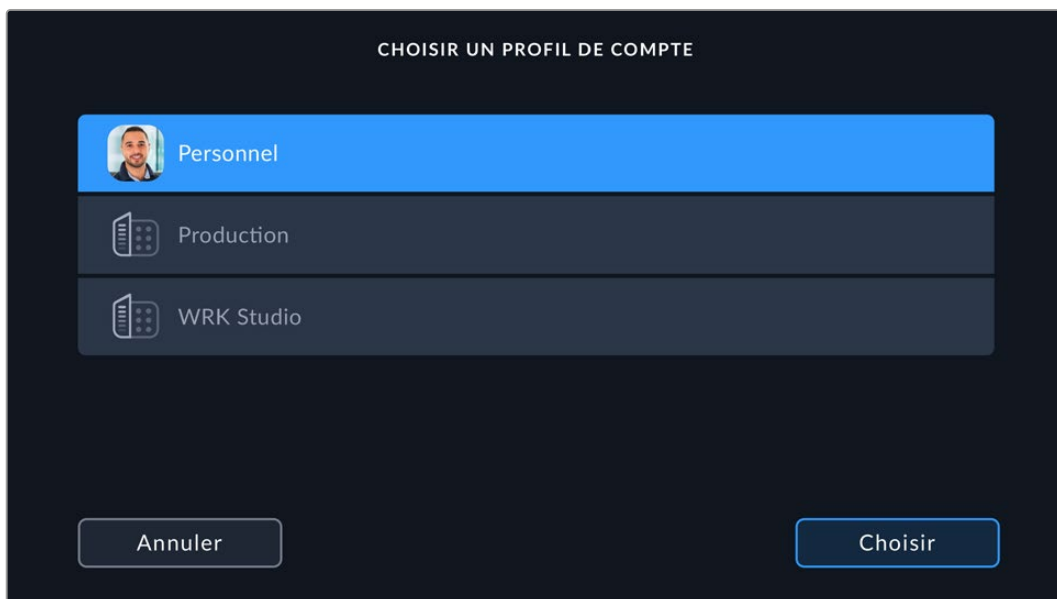 CHOISIR UN PROFIL DE COMPTE
Personnel
Production
WRK Studio
Annuler
Choisir